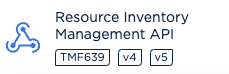 Resource Inventory
Management API
TMF639 v4 v5